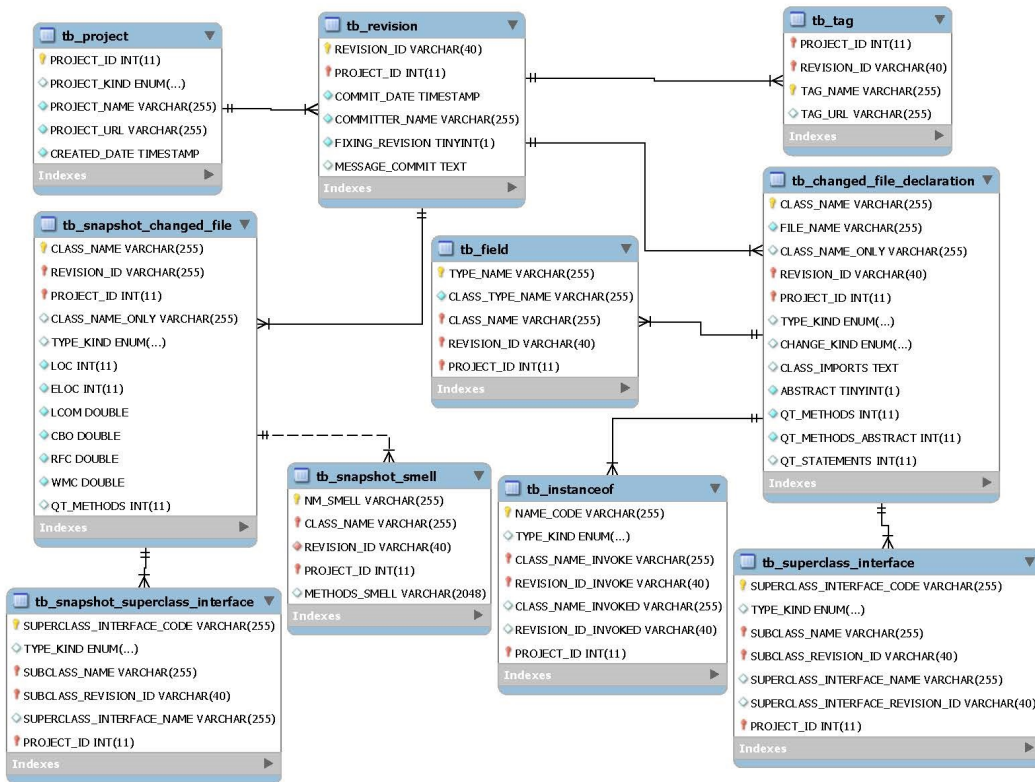 tb_project
PROJECT_ID INT(11)
PROJECT_KIND ENUM(...)
PROJECT_NAME VARCHAR(255)
PROJECT_URL VARCHAR(255)
CREATED_DATE TIMESTAMP
Indexes
tb_revision
REVISION_ID VARCHAR(40)
PROJECT_ID INT(11)
COMMIT_DATE TIMESTAMP
COMMITTER_NAME VARCHAR(255)
FIXING_REVISION TINYINT(1)
MESSAGE_COMMIT TEXT
Indexes
tb_tag
PROJECT_ID INT(11)
REVISION_ID VARCHAR(40)
TAG_NAME VARCHAR(255)
TAG_URL VARCHAR(255)
Indexes
tb_snapshot_changed_file
CLASS_NAME VARCHAR(255)
REVISION_ID VARCHAR(255)
PROJECT_ID INT(11)
CLASS_NAME_ONLY VARCHAR(255)
TYPE_KIND ENUM(...)
LOC INT(11)
ELOC INT(11)
LCOM DOUBLE
CBO DOUBLE
RFC DOUBLE
WMC DOUBLE
QT_METHODS INT(11)
Indexes
tb_field
TYPE_NAME VARCHAR(255)
CLASS_TYPE_NAME VARCHAR(255)
CLASS_NAME VARCHAR(255)
REVISION_ID VARCHAR(40)
PROJECT_ID INT(11)
Indexes
tb_changed_file_declaration
CLASS_NAME VARCHAR(255)
FILE_NAME VARCHAR(255)
CLASS_NAME_ONLY VARCHAR(255)
REVISION_ID VARCHAR(40)
PROJECT_ID INT(11)
TYPE_KIND ENUM(...)
CHANGE_KIND ENUM(...)
CLASS_IMPORTS TEXT
ABSTRACT TINYINT(1)
QT_METHODS INT(11)
QT_METHODS_ABSTRACT INT(11)
QT_STATEMENTS INT(11)
Indexes
tb_snapshot_smell
NM_SMELL VARCHAR(255)
CLASS_NAME VARCHAR(255)
REVISION_ID VARCHAR(40)
PROJECT_ID INT(11)
METHODS_SMELL VARCHAR(2048)
Indexes
tb_instanceof
NAME_CODE VARCHAR(255)
TYPE_KIND ENUM(...)
CLASS_NAME_INVOKE VARCHAR(255)
REVISION_ID_INVOKE VARCHAR(40)
CLASS_NAME_INVOKED VARCHAR(255)
REVISION_ID_INVOKED VARCHAR(40)
PROJECT_ID INT(11)
Indexes
tb_snapshot_superclass_interface
SUPERCLASS_INTERFACE_CODE VARCHAR(255)
TYPE_KIND ENUM(...)
SUBCLASS_NAME VARCHAR(255)
SUBCLASS_REVISION_ID VARCHAR(40)
SUPERCLASS_INTERFACE_NAME VARCHAR(255)
PROJECT_ID INT(11)
Indexes
tb_superclass_interface
SUPERCLASS_INTERFACE_CODE VARCHAR(255)
TYPE_KIND ENUM(...)
SUBCLASS_NAME VARCHAR(255)
SUBCLASS_REVISION_ID VARCHAR(40)
SUPERCLASS_INTERFACE_NAME VARCHAR(255)
SUPERCLASS_INTERFACE_REVISION_ID VARCHAR(40)
PROJECT_ID INT(11)
Indexes